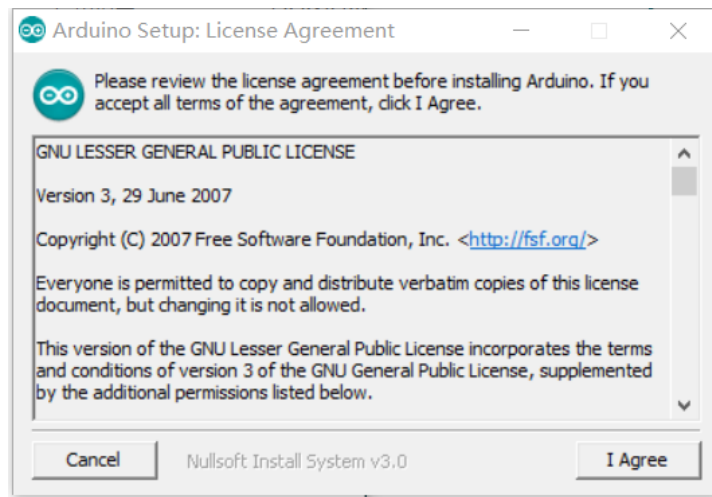 Arduino Setup: License Agreement
Please review the license agreement before installing Arduino. If you
accept all terms of the agreement, click I Agree.
GNU LESSER GENERAL PUBLIC LICENSE
Version 3, 29 June 2007
Copyright (C) 2007 Free Software Foundation, Inc. <http://fsf.org/>
Everyone is permitted to copy and distribute verbatim copies of this license
document, but changing it is not allowed.
This version of the GNU Lesser General Public License incorporates the terms
and conditions of version 3 of the GNU General Public License, supplemented
by the additional permissions listed below.
Cancel
Nullsoft Install System v3.0
I Agree